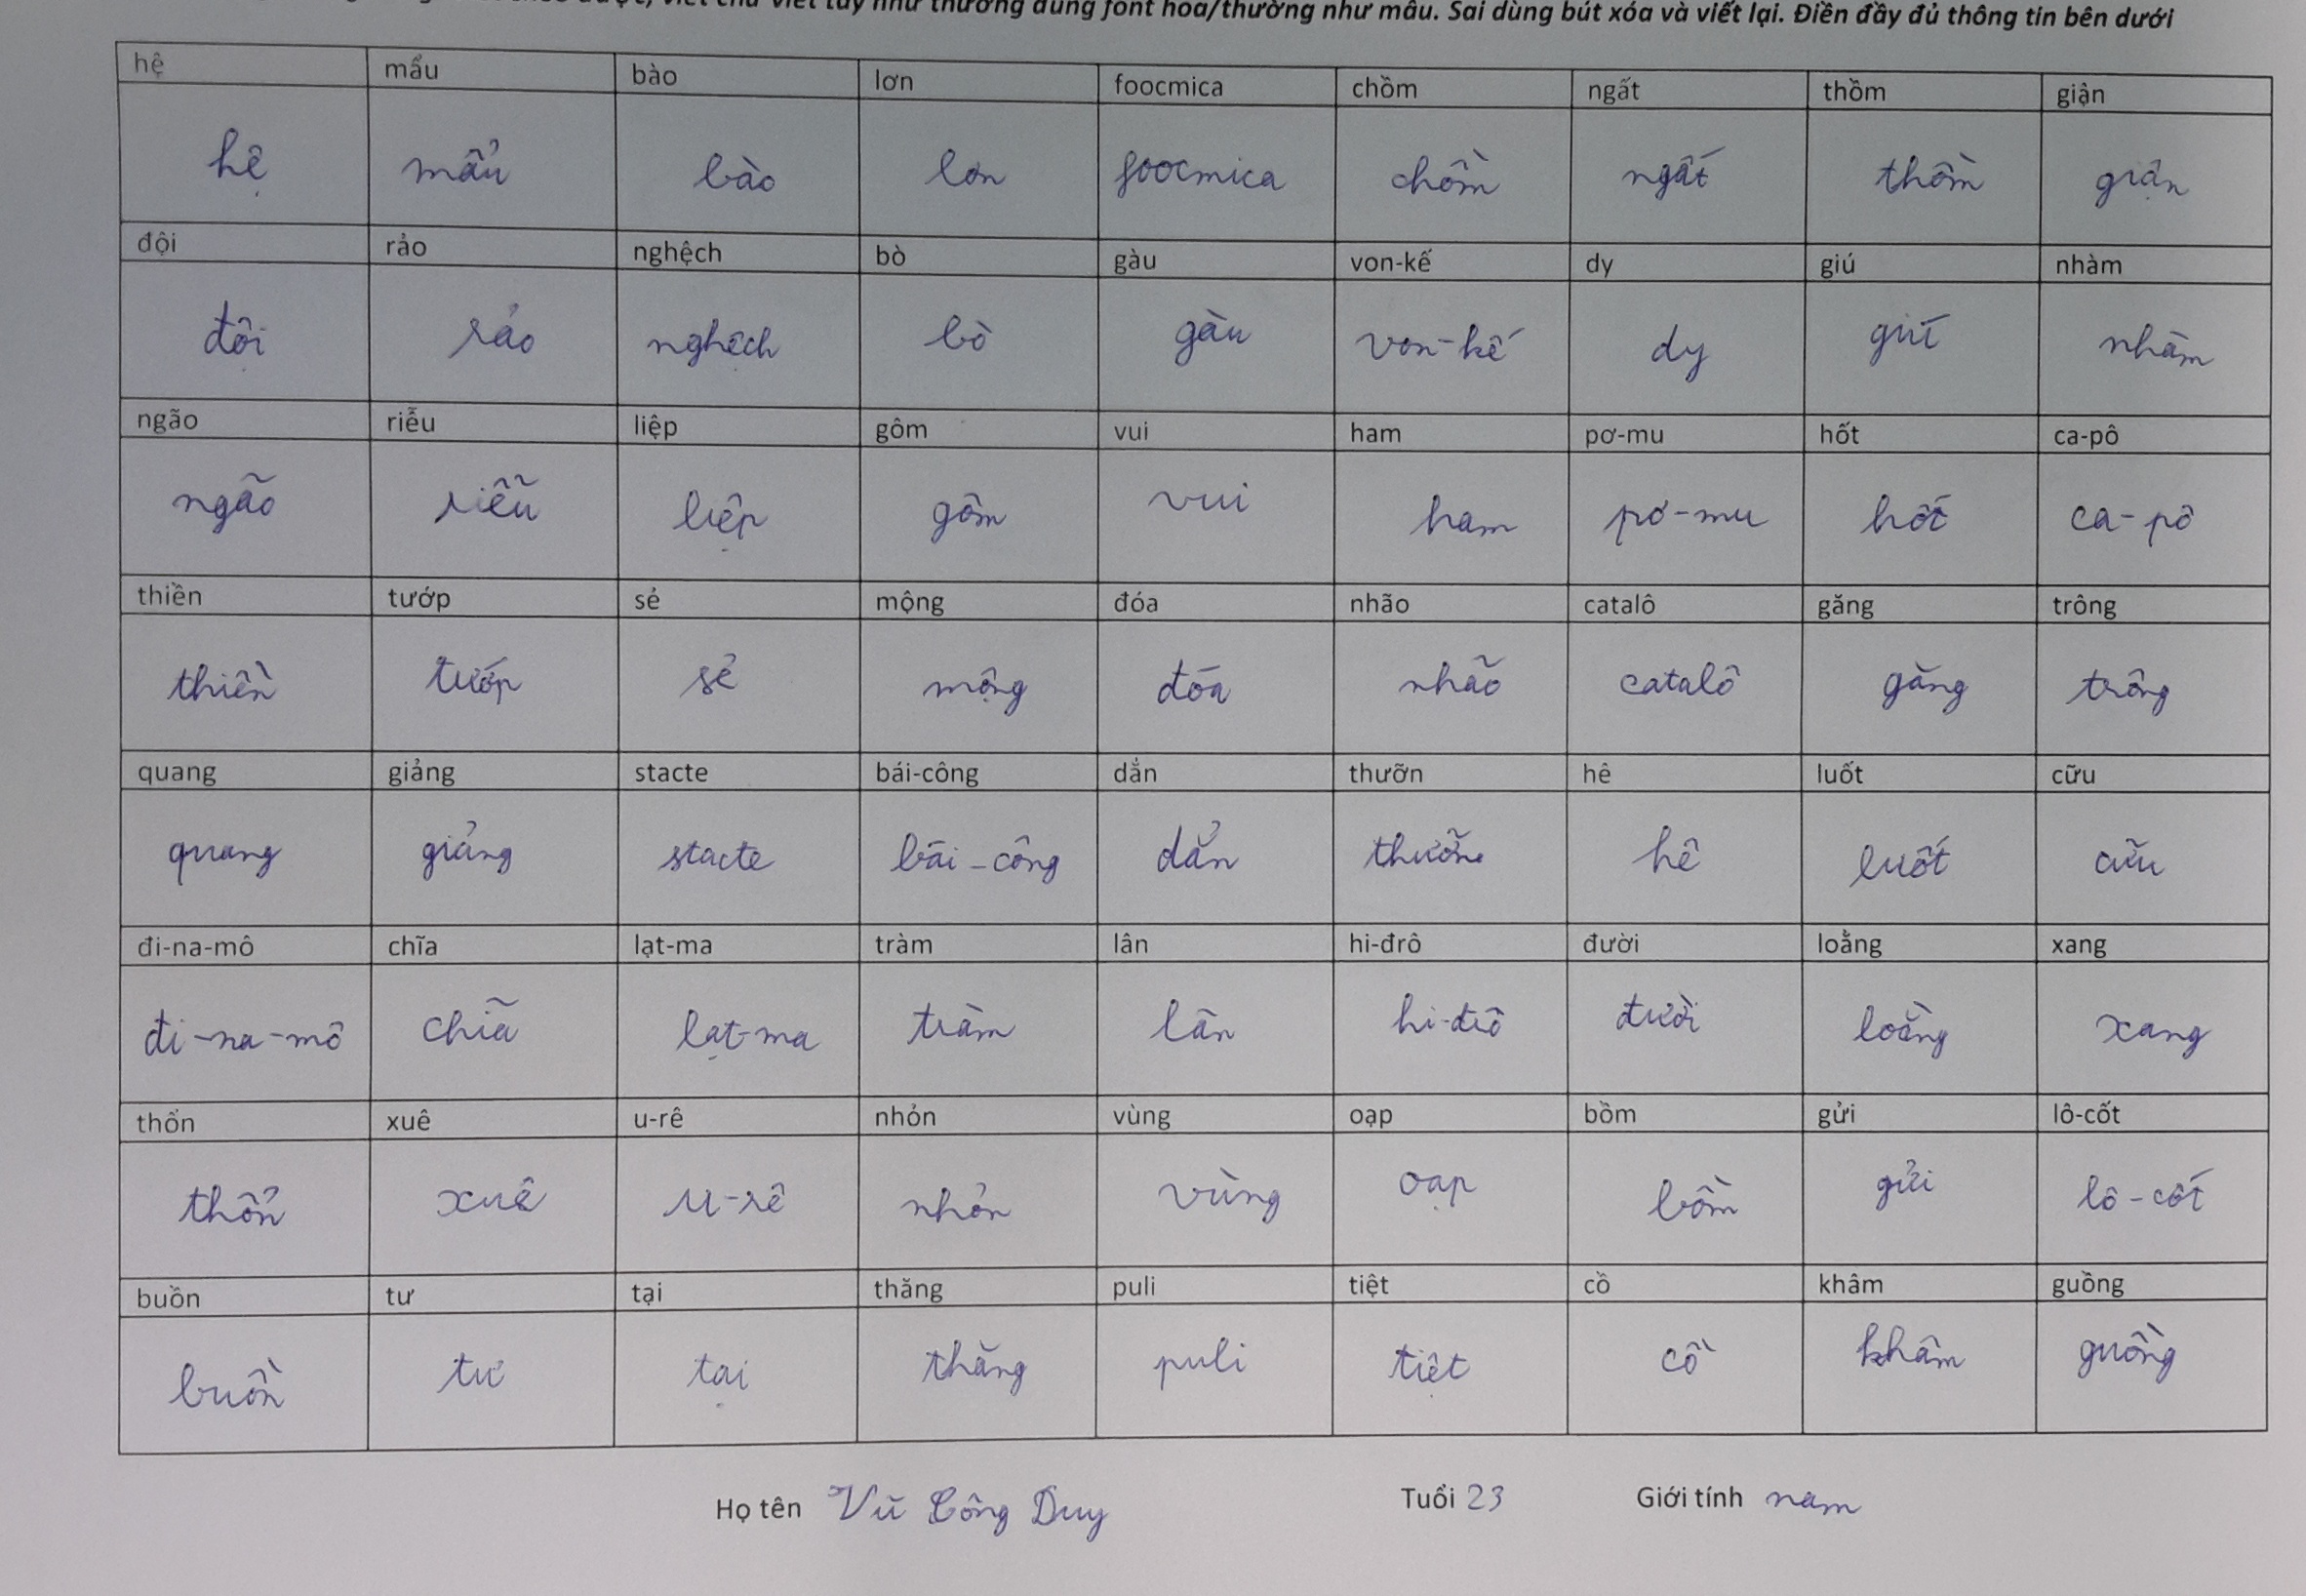 viết chữ viết tay như thường dùng font hoa/thường như mẫu. Sai dùng bút xóa và viết lại. Điền đầy đủ thông tin bên dưới
hệ mẩu bào lơn foocmica chồm ngất thồm giận
hệ mẩu bào lơn foocmica chồm ngất thồm giận
đội rảo nghệch bò gàu von-kế dy giú nhàm
đội rảo nghệch bò gàu von-kế dy giú nhàm
ngão riễu liệp gôm vui ham pơ-mu hốt ca-pô
ngão riễu liệp gôm vui ham pơ-mu hốt ca-pô
thiền tướp sẻ mộng đóa nhão catalô găng trông
thiền tướp sẻ mộng đóa nhão catalô găng trông
quang giảng stacte bái-công dẳn thưỡn hê luốt cữu
quang giảng stacte bái-công dẳn thưỡn hê luốt cữu
đi-na-mô chĩa lạt-ma tràm lân hi-đrô đười loằng xang
đi-na-mô chĩa lạt-ma tràm lân hi-đrô đười loằng xang
thổn xuê u-rê nhỏn vùng oạp bồm gửi lô-cốt
thổn xuê u-rê nhỏn vùng oạp bồm gửi lô-cốt
buồn tư tại thăng puli tiệt cồ khâm guồng
buồn tư tại thăng puli tiệt cồ khâm guồng
Họ tên Vũ Công Duy Tuổi 23 Giới tính nam